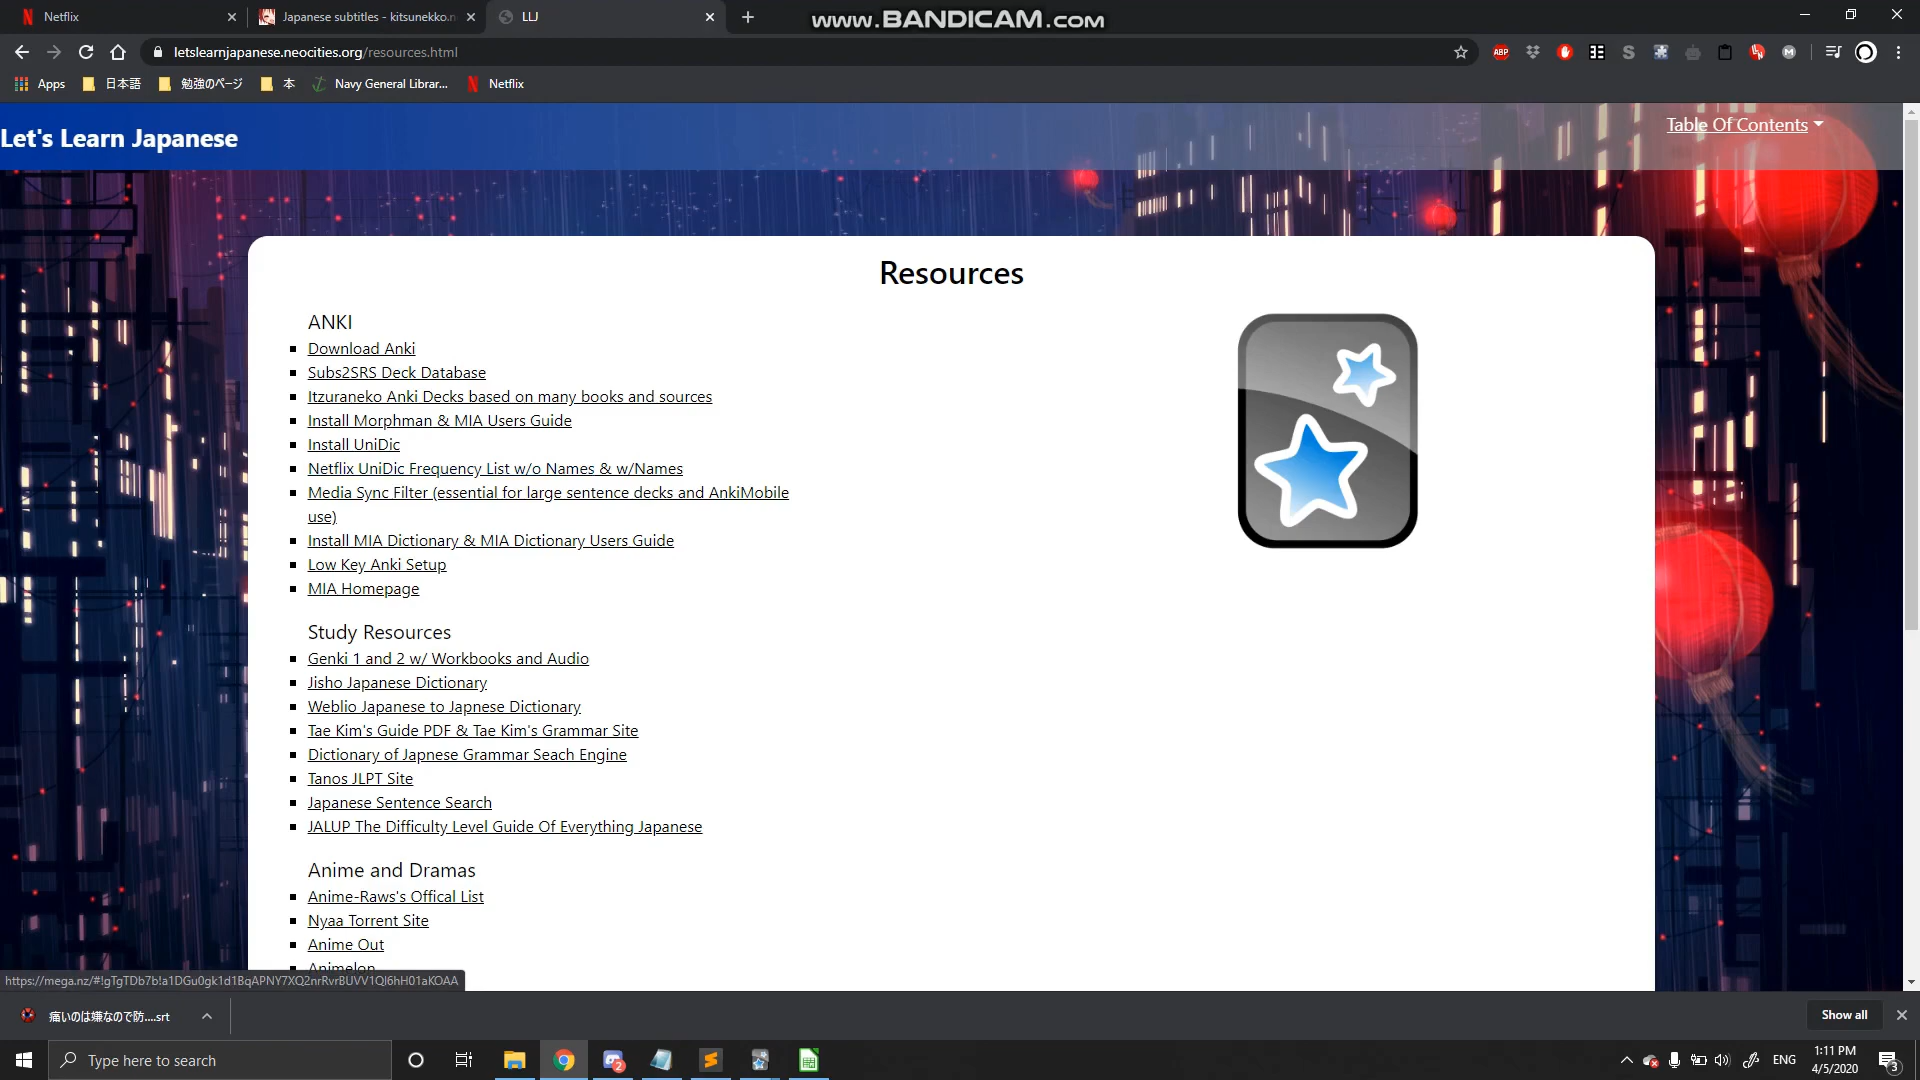 Netflix
Japanese subtitles - kitsunekko.n
LLJ
www.BANDICAM.com
letslearnjapanese.neocities.org/resources.html
ABP
S
M
Apps
日本語
勉強のページ
本
Navy General Librar...
Netflix
Let's Learn Japanese
Table Of Contents
Resources
ANKI
Download Anki
Subs2SRS Deck Database
Itzuraneko Anki Decks based on many books and sources
Install Morphman & MIA Users Guide
Install UniDic
Netflix UniDic Frequency List w/o Names & w/Names
Media Sync Filter (essential for large sentence decks and AnkiMobile
use)
Install MIA Dictionary & MIA Dictionary Users Guide
Low Key Anki Setup
MIA Homepage
Study Resources
Genki 1 and 2 w/ Workbooks and Audio
Jisho Japanese Dictionary
Weblio Japanese to Japnese Dictionary
Tae Kim's Guide PDF & Tae Kim's Grammar Site
Dictionary of Japnese Grammar Seach Engine
Tanos JLPT Site
Japanese Sentence Search
JALUP The Difficulty Level Guide Of Everything Japanese
Anime and Dramas
Anime-Raws's Offical List
Nyaa Torrent Site
Anime Out
Animelon
痛いのは嫌なので防....srt
Show all
Type here to search
2
ENG
1:11 PM
4/5/2020
3